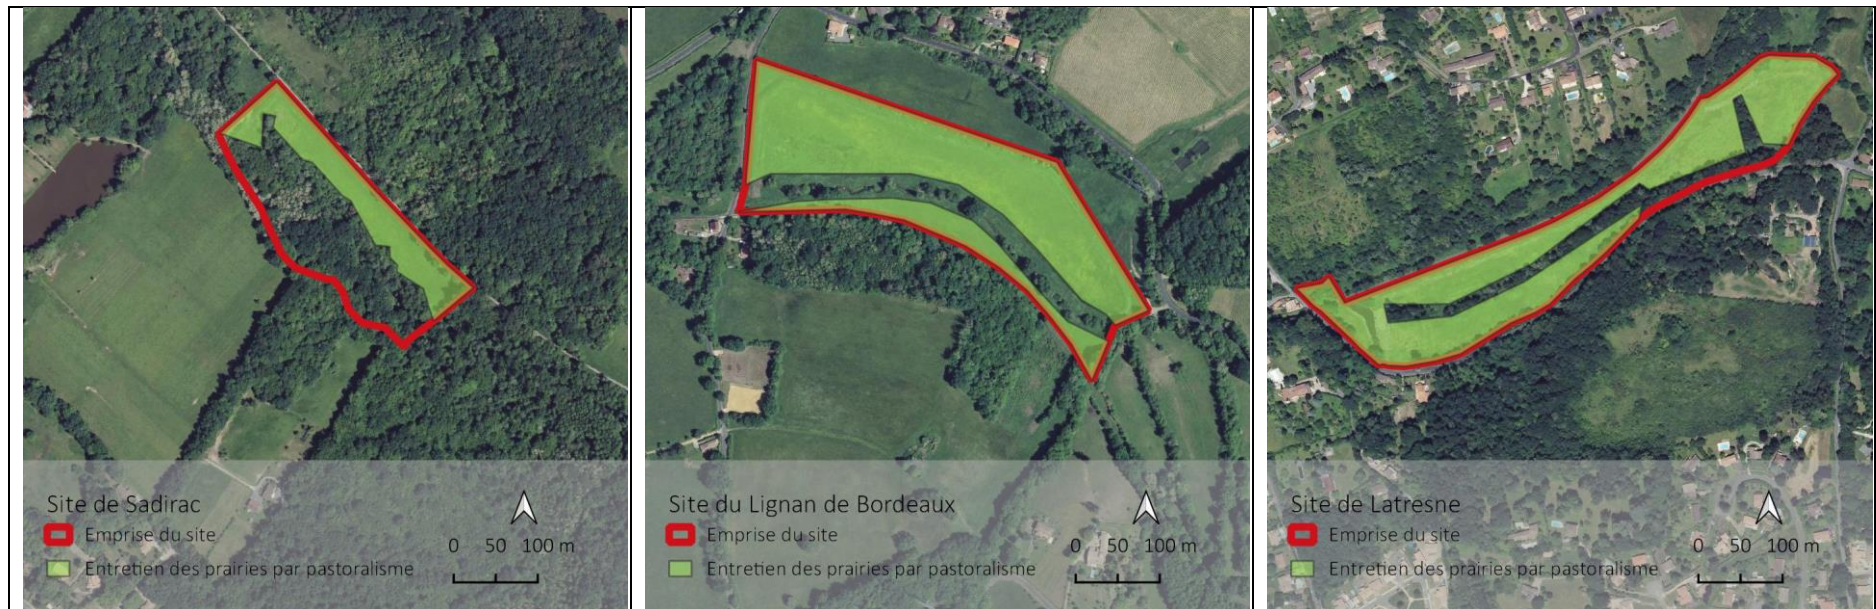 Site de Sadirac
Emprise du site
0 50 100 m
Entretien des prairies par pastoralisme
Site du Lignan de Bordeaux
Emprise du site
0 50 100 m
Entretien des prairies par pastoralisme
Site de Latresne
Emprise du site
0 50 100 m
Entretien des prairies par pastoralisme